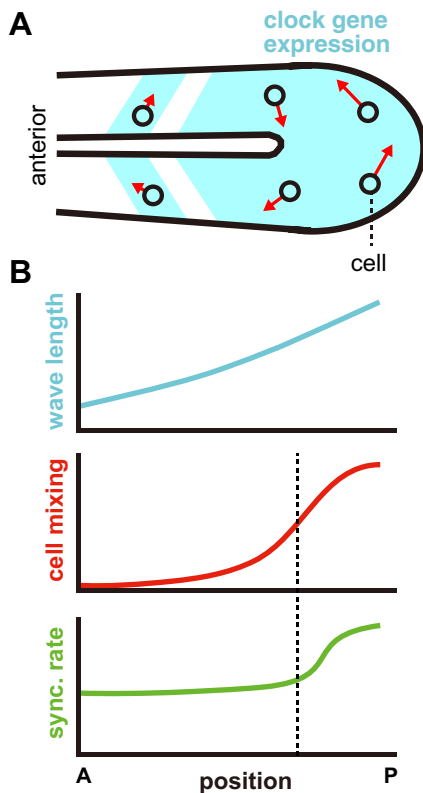 A
clock gene
expression
anterior
cell
B
wave length
cell mixing
sync. rate
A
position
P